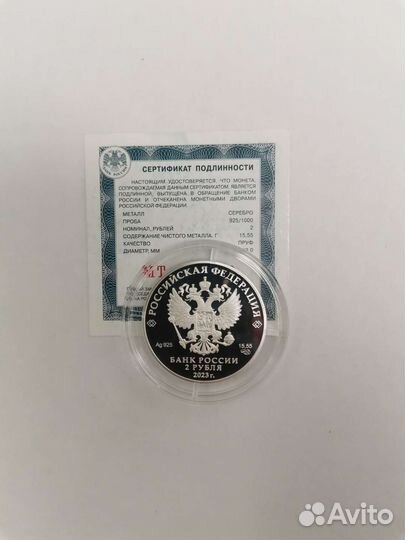 СЕРТИФИКАТ ПОДЛИННОСТИ
НАСТОЯЩИМ УДОСТОВЕРЯЕТСЯ, ЧТО МОНЕТА,
СОПРОВОЖДАЕМАЯ ДАННЫМ СЕРТИФИКАТОМ, ЯВЛЯЕТСЯ
ПОДЛИННОЙ, ВЫПУЩЕНА В ОБРАЩЕНИЕ БАНКОМ
РОССИИ И ОТЧЕКАНЕНА МОНЕТНЫМИ ДВОРАМИ
РОССИЙСКОЙ ФЕДЕРАЦИИ.
МЕТАЛЛ СЕРЕБРО
ПРОБА 925/1000
НОМИНАЛ, РУБЛЕЙ 2
СОДЕРЖАНИЕ ЧИСТОГО МЕТАЛЛА, Г 15,55
КАЧЕСТВО ПРУФ
ДИАМЕТР, ММ
РОССИЙСКАЯ ФЕДЕРАЦИЯ
Ag 925 15,55
БАНК РОССИИ
2 РУБЛЯ
2023 г.
Avito